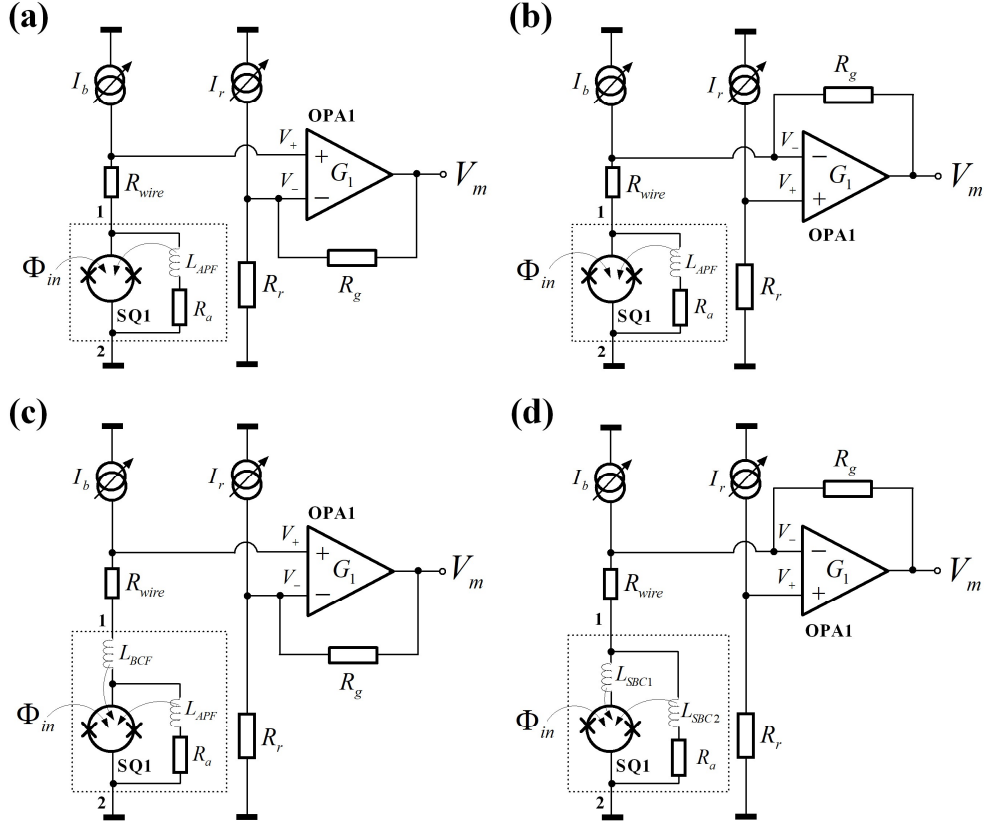 (a)
I_b
I_r
OPA1
V_+
+
G_1
V_m
V_-
−
R_wire
1
Φ_in
L_APF
R_a
SQ1
2
R_r
R_g
(b)
I_b
I_r
R_g
V_-
−
G_1
V_m
V_+
+
OPA1
R_wire
1
Φ_in
L_APF
R_a
SQ1
2
R_r
(c)
I_b
I_r
OPA1
V_+
+
G_1
V_m
V_-
−
R_wire
1
L_BCF
R_g
Φ_in
L_APF
R_a
SQ1
2
R_r
(d)
I_b
I_r
R_g
V_-
−
G_1
V_m
V_+
+
OPA1
R_wire
1
L_SBC1
Φ_in
L_SBC2
R_a
SQ1
2
R_r